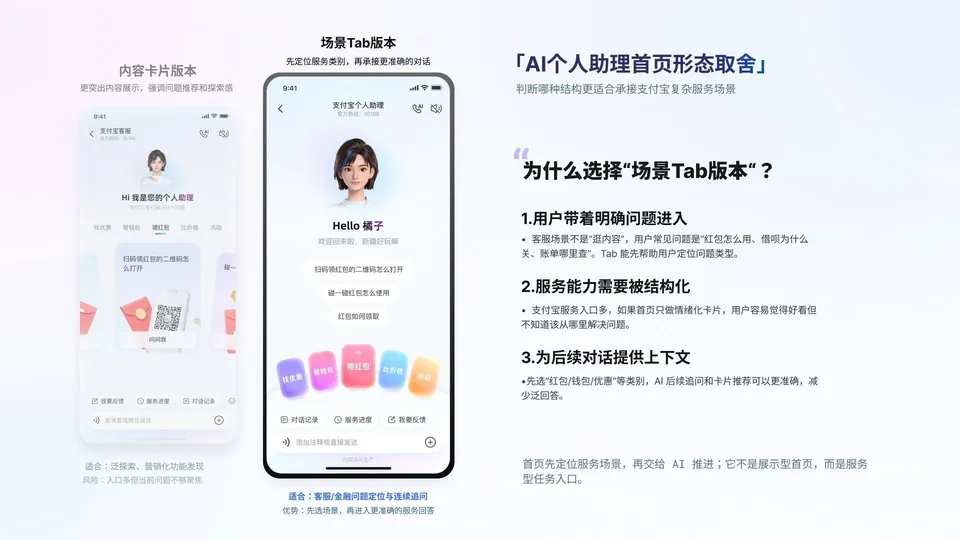 「AI个人助理首页形态取舍」
判断哪种结构更适合承接支付宝复杂服务场景
内容卡片版本
更突出内容展示，强调问题推荐和探索感
9:41
支付宝客服
Hi 我是您的个人助理
找优惠 管钱包 领红包 比价格 活动
扫码领红包的二维码怎么打开
碰一
问问我
我要反馈 服务进度 对话记录
适合：泛探索、营销化功能发现
风险：入口多但当前问题不够聚焦
场景Tab版本
先定位服务类别，再承接更准确的对话
9:41
支付宝个人助理
官方热线：95188
Hello 橘子
欢迎回来啦，新疆好玩嘛
扫码领红包的二维码怎么打开
碰一碰红包怎么使用
红包如何领取
找优惠 管钱包 领红包 比价格 活动
对话记录 服务进度 我要反馈
添加注释或直接发送
适合：客服/金融问题定位与连续追问
优势：先选场景，再进入更准确的服务回答
“
为什么选择“场景Tab版本“ ？
1.用户带着明确问题进入
• 客服场景不是“逛内容”，用户常见问题是“红包怎么用、借呗为什么
关、账单哪里查”。Tab 能先帮助用户定位问题类型。
2.服务能力需要被结构化
• 支付宝服务入口多，如果首页只做情绪化卡片，用户容易觉得好看但
不知道该从哪里解决问题。
3.为后续对话提供上下文
•先选“红包/钱包/优惠”等类别，AI 后续追问和卡片推荐可以更准确，减
少泛回答。
首页先定位服务场景，再交给 AI 推进；它不是展示型首页，而是服务
型任务入口。